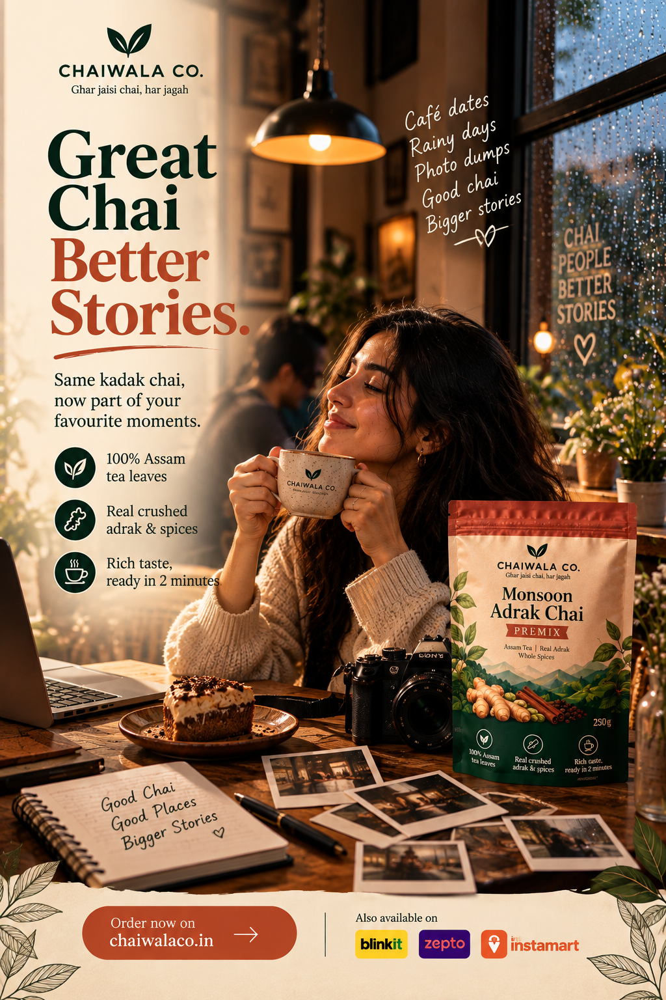 CHAIWALA CO.
Ghar jaisi chai, har jagah
Great
Chai
Better
Stories.
Same kadak chai,
now part of your
favourite moments.
100% Assam
tea leaves
Real crushed
adrak & spices
Rich taste,
ready in 2 minutes
Café dates
Rainy days
Photo dumps
Good chai
Bigger stories
CHAI
PEOPLE
BETTER
STORIES
CHAIWALA CO.
CHAIWALA CO.
Ghar jaisi chai, har jagah
Monsoon
Adrak Chai
PREMIX
Assam Tea | Real Adrak
Whole Spices
250 g
100% Assam
tea leaves
Real crushed
adrak & spices
Rich taste,
ready in 2 minutes
SONY
Good Chai
Good Places
Bigger Stories
Order now on
chaiwalaco.in
Also available on
blinkit
zepto
instamart